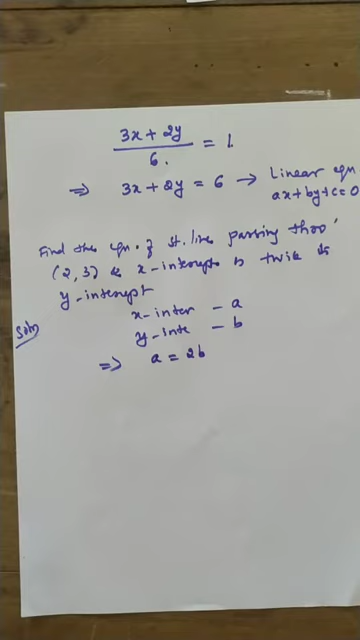 3x + 2y / 6. = 1.
⇒ 3x + 2y = 6 → Linear eqn.
ax + by + c = 0
Find the eqn. of st. line passing thro'
(2, 3) & x-intercept is twice its
y-intercept
Soln
x-inter - a
y-inte - b
⇒ a = 2b